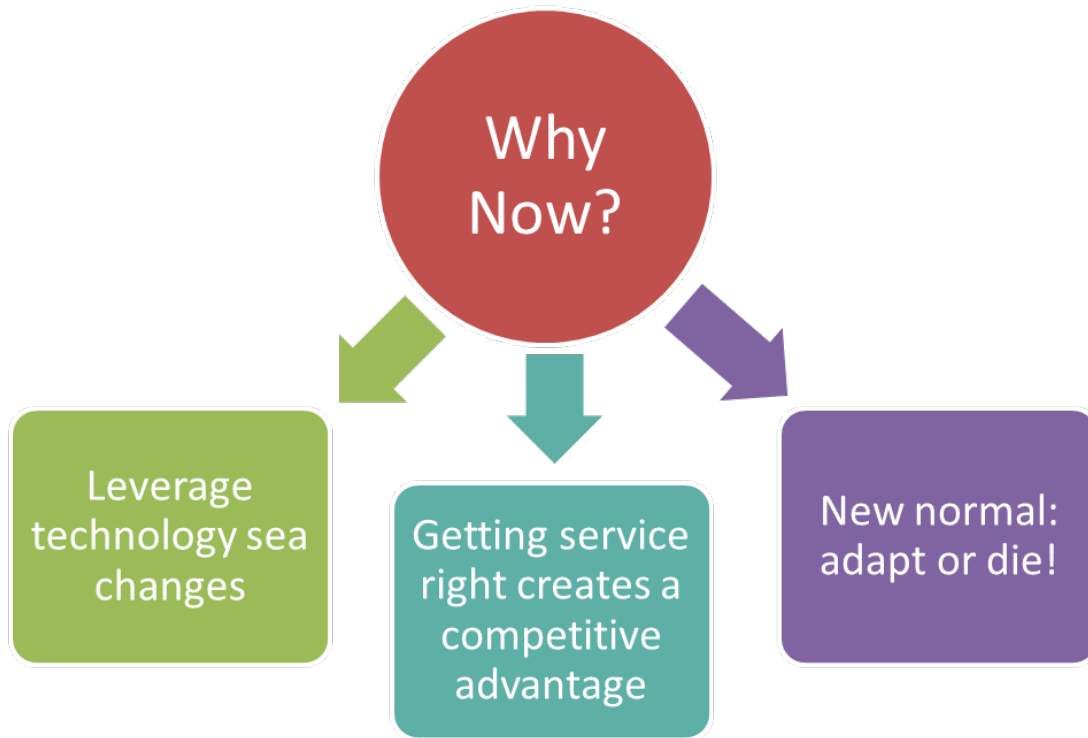 Why
Now?
Leverage
technology sea
changes
Getting service
right creates a
competitive
advantage
New normal:
adapt or die!